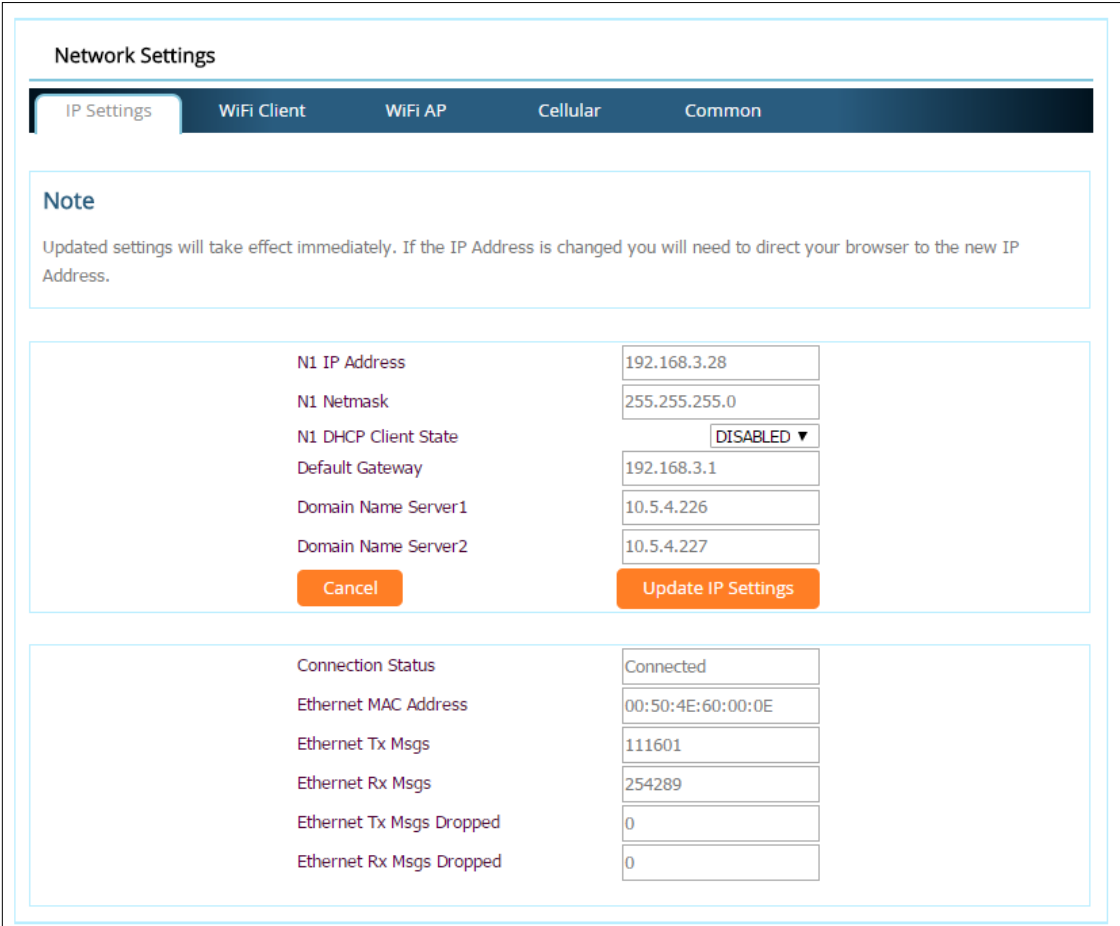 Network Settings
IP Settings WiFi Client WiFi AP Cellular Common
Note
Updated settings will take effect immediately. If the IP Address is changed you will need to direct your browser to the new IP
Address.
N1 IP Address 192.168.3.28
N1 Netmask 255.255.255.0
N1 DHCP Client State DISABLED ▼
Default Gateway 192.168.3.1
Domain Name Server1 10.5.4.226
Domain Name Server2 10.5.4.227
Cancel Update IP Settings
Connection Status Connected
Ethernet MAC Address 00:50:4E:60:00:0E
Ethernet Tx Msgs 111601
Ethernet Rx Msgs 254289
Ethernet Tx Msgs Dropped 0
Ethernet Rx Msgs Dropped 0